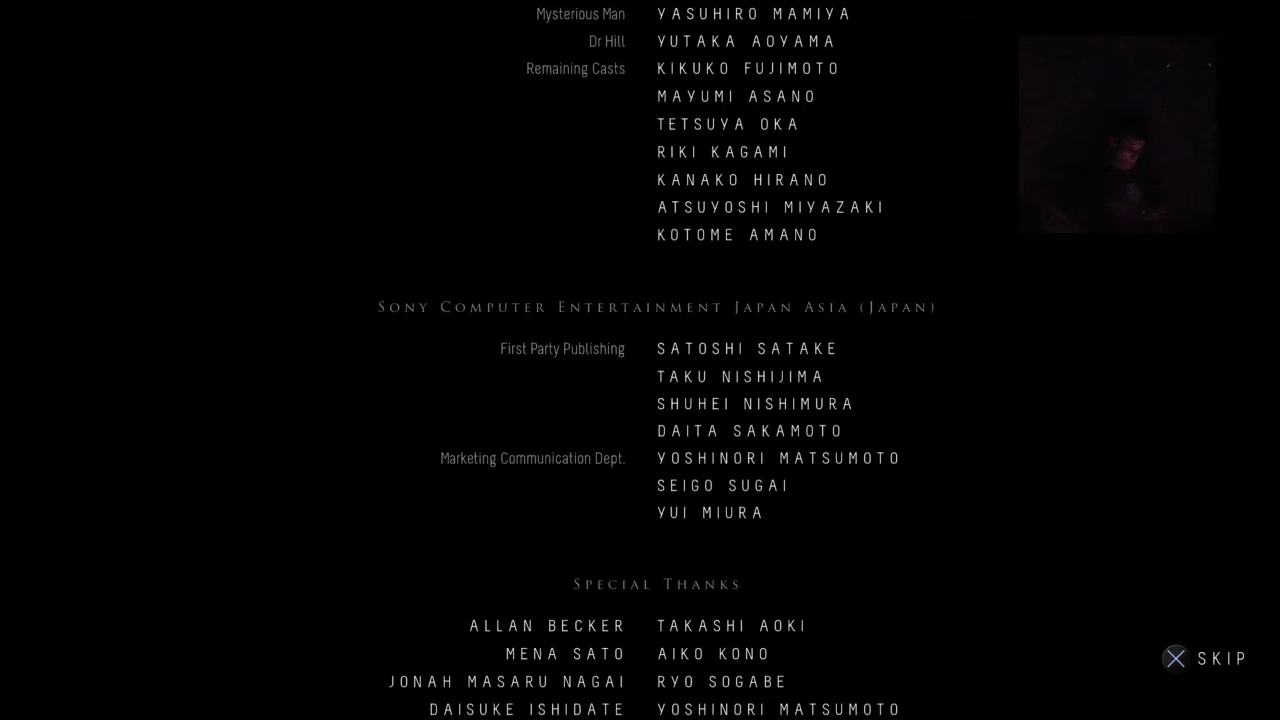 Mysterious Man YASUHIRO MAMIYA
Dr Hill YUTAKA AOYAMA
Remaining Casts KIKUKO FUJIMOTO
MAYUMI ASANO
TETSUYA OKA
RIKI KAGAMI
KANAKO HIRANO
ATSUYOSHI MIYAZAKI
KOTOME AMANO
SONY COMPUTER ENTERTAINMENT JAPAN ASIA (JAPAN)
First Party Publishing SATOSHI SATAKE
TAKU NISHIJIMA
SHUHEI NISHIMURA
DAITA SAKAMOTO
Marketing Communication Dept. YOSHINORI MATSUMOTO
SEIGO SUGAI
YUI MIURA
SPECIAL THANKS
ALLAN BECKER TAKASHI AOKI
MENA SATO AIKO KONO
JONAH MASARU NAGAI RYO SOGABE
DAISUKE ISHIDATE YOSHINORI MATSUMOTO
SKIP